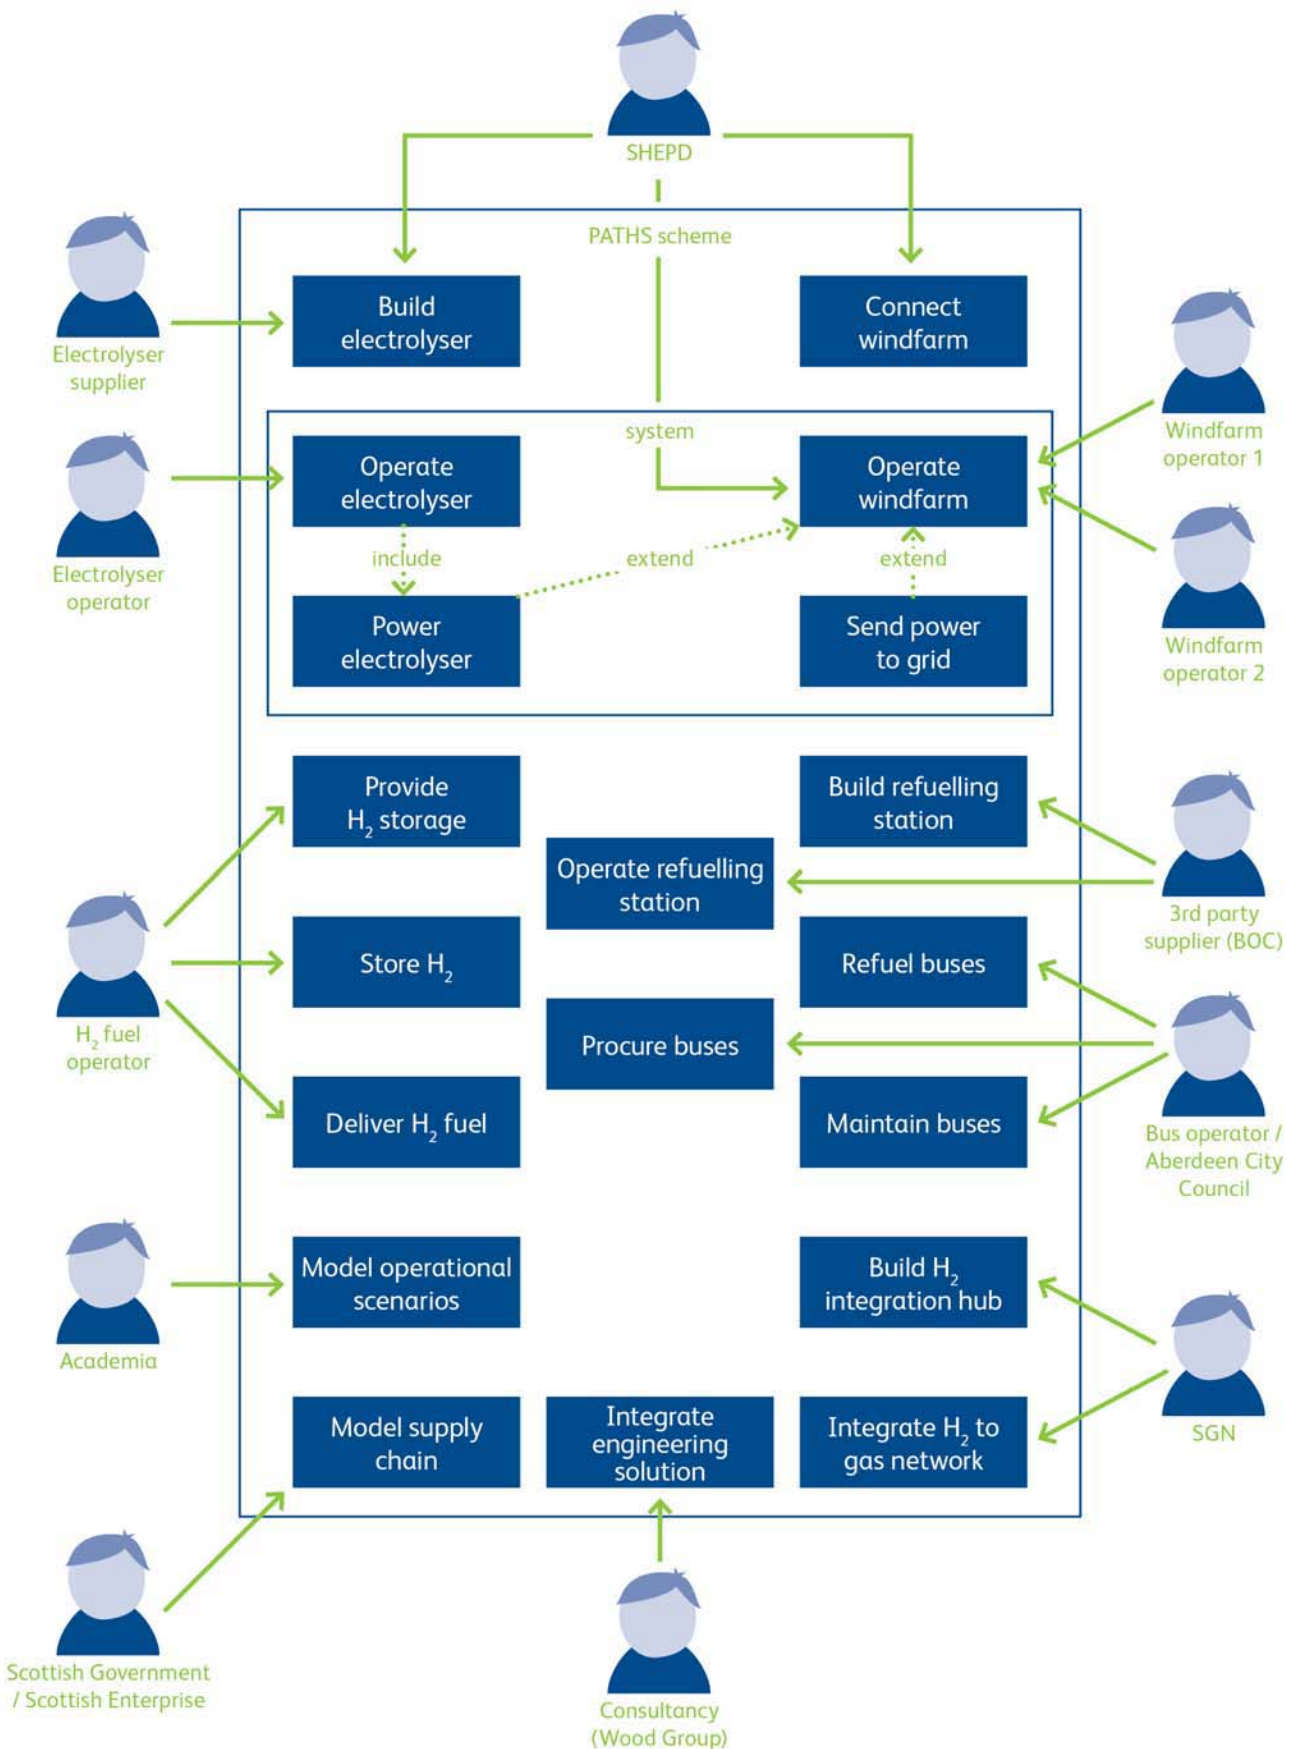 SHEPD
PATHS scheme
Build
electrolyser
Connect
windfarm
Electrolyser
supplier
system
Operate
electrolyser
Operate
windfarm
Windfarm
operator 1
include
extend
extend
Electrolyser
operator
Power
electrolyser
Send power
to grid
Windfarm
operator 2
Provide
H₂ storage
Build refuelling
station
Operate refuelling
station
3rd party
supplier (BOC)
Store H₂
Refuel buses
H₂ fuel
operator
Procure buses
Deliver H₂ fuel
Maintain buses
Bus operator /
Aberdeen City
Council
Model operational
scenarios
Build H₂
integration hub
Academia
Model supply
chain
Integrate
engineering
solution
Integrate H₂ to
gas network
SGN
Scottish Government
/ Scottish Enterprise
Consultancy
(Wood Group)